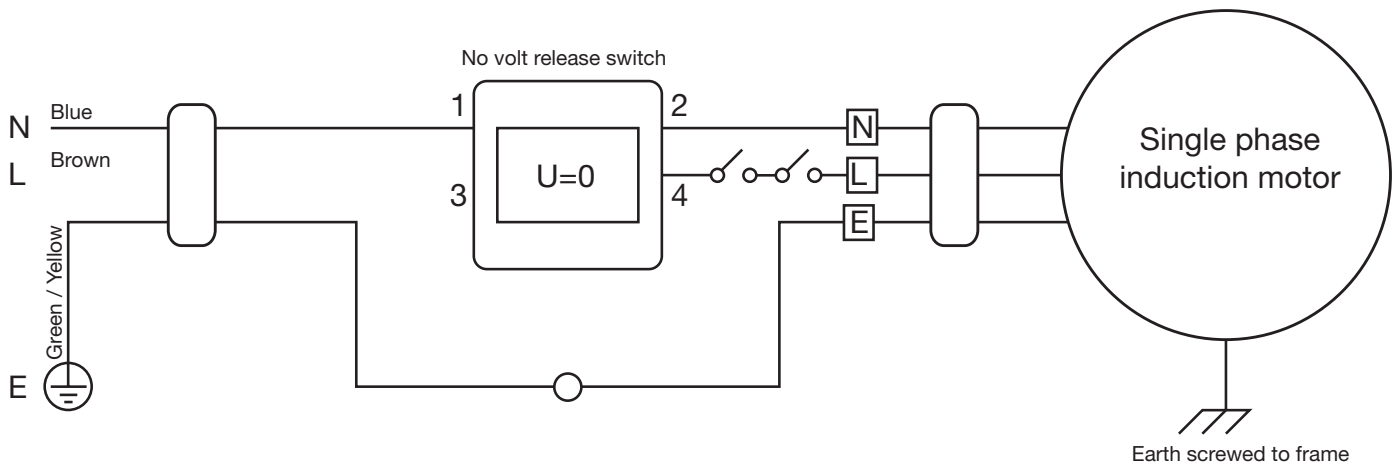 No volt release switch
N
Blue
1
2
N
L
Brown
U=0
3
4
L
E
Single phase
induction motor
Green / Yellow
E
Earth screwed to frame